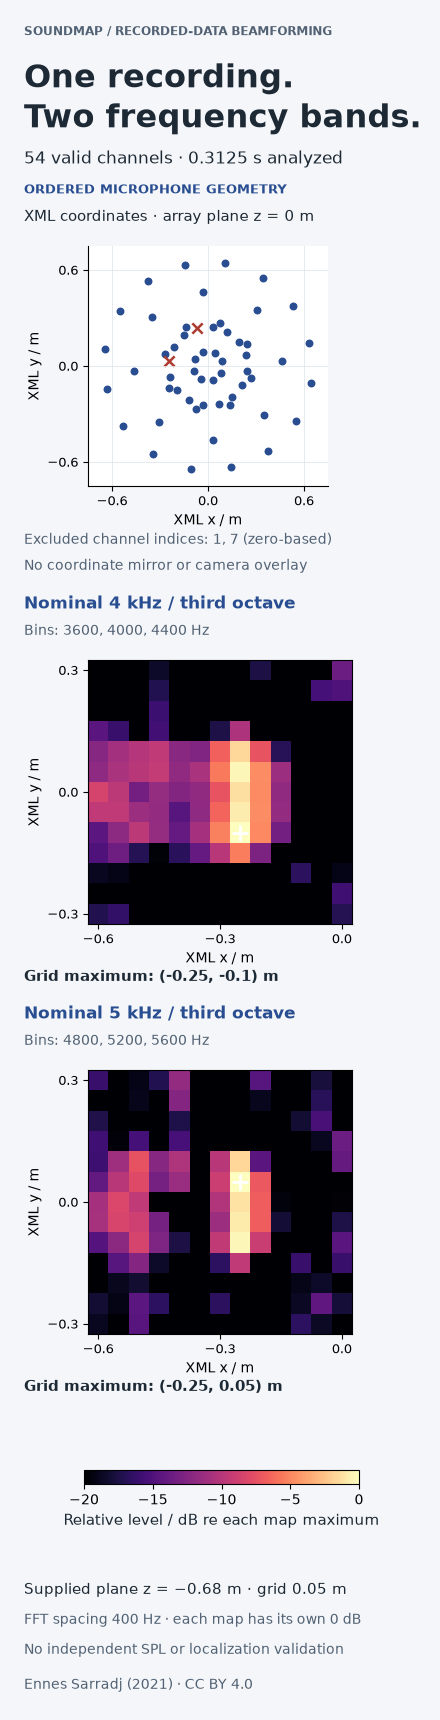 SOUNDMAP / RECORDED-DATA BEAMFORMING
One recording.
Two frequency bands.
54 valid channels · 0.3125 s analyzed
ORDERED MICROPHONE GEOMETRY
XML coordinates · array plane z = 0 m
0.6
0.0
−0.6
XML y / m
−0.6 0.0 0.6
XML x / m
Excluded channel indices: 1, 7 (zero-based)
No coordinate mirror or camera overlay
Nominal 4 kHz / third octave
Bins: 3600, 4000, 4400 Hz
0.3
0.0
−0.3
XML y / m
−0.6 −0.3 0.0
XML x / m
Grid maximum: (-0.25, -0.1) m
Nominal 5 kHz / third octave
Bins: 4800, 5200, 5600 Hz
0.3
0.0
−0.3
XML y / m
−0.6 −0.3 0.0
XML x / m
Grid maximum: (-0.25, 0.05) m
−20 −15 −10 −5 0
Relative level / dB re each map maximum
Supplied plane z = −0.68 m · grid 0.05 m
FFT spacing 400 Hz · each map has its own 0 dB
No independent SPL or localization validation
Ennes Sarradj (2021) · CC BY 4.0